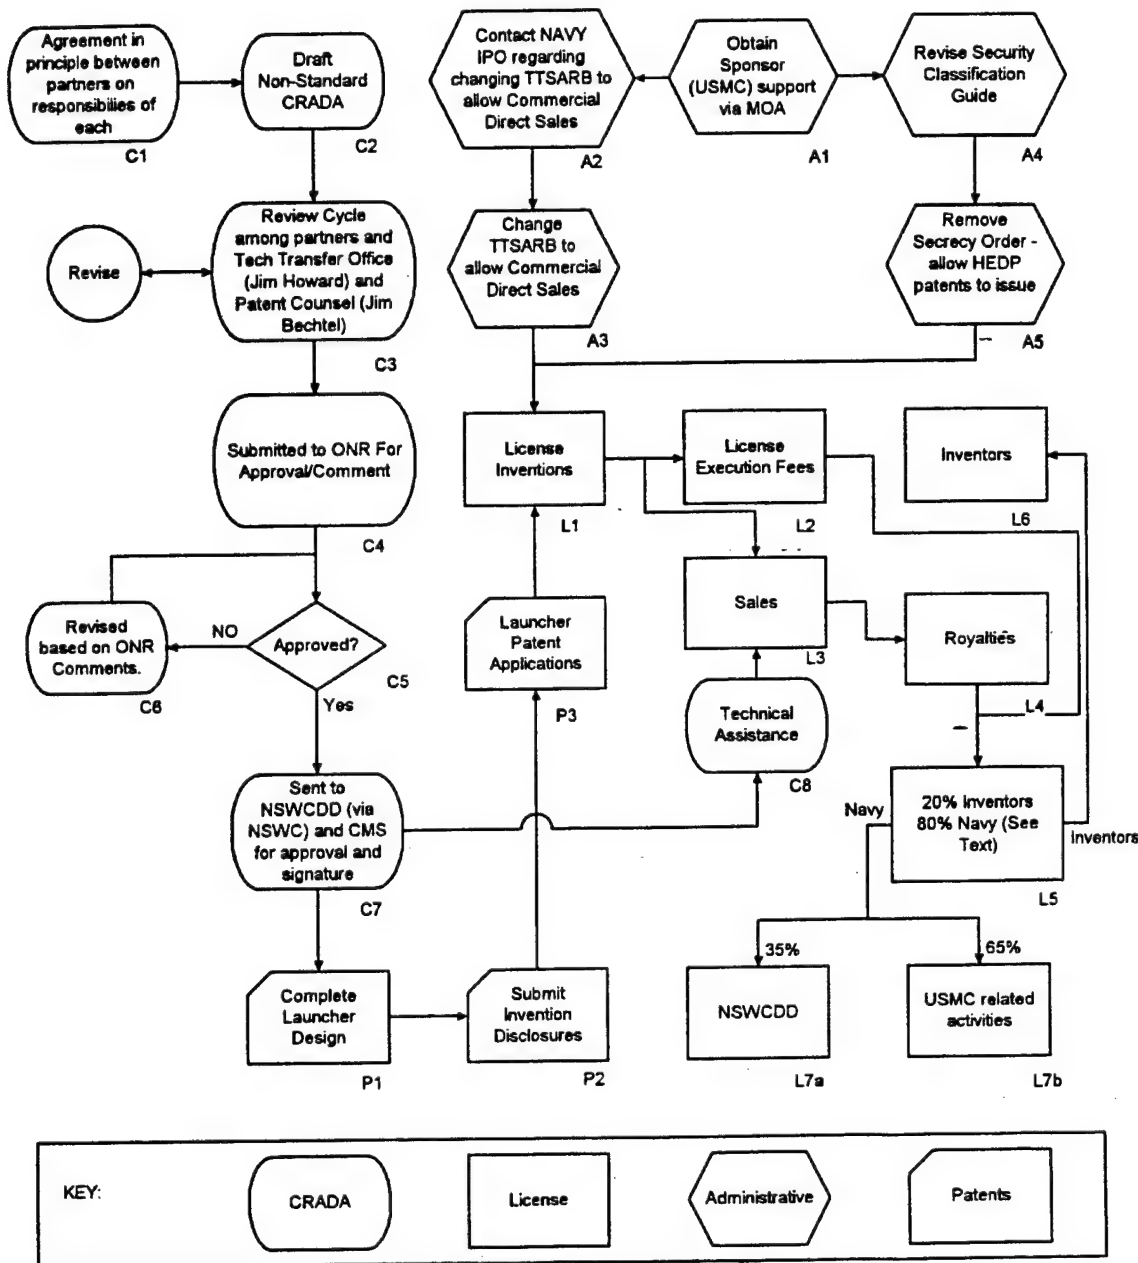 Agreement in
principle between
partners on
responsibilies of
each
C1
Draft
Non-Standard
CRADA
C2
Contact NAVY
IPO regarding
changing TTSARB to
allow Commercial
Direct Sales
A2
Obtain
Sponsor
(USMC) support
via MOA
A1
Revise Security
Classification
Guide
A4
Revise
Review Cycle
among partners and
Tech Transfer Office
(Jim Howard) and
Patent Counsel (Jim
Bechtel)
C3
Change
TTSARB to
allow Commercial
Direct Sales
A3
Remove
Secrecy Order -
allow HEDP
patents to issue
A5
Submitted to ONR For
Approval/Comment
C4
License
Inventions
L1
License
Execution Fees
L2
Inventors
L6
Revised
based on ONR
Comments.
C6
NO
Approved?
C5
Yes
Launcher
Patent
Applications
P3
Sales
L3
Royalties
L4
Technical
Assistance
C8
Sent to
NSWCDD (via
NSWC) and CMS
for approval and
signature
C7
Navy
20% Inventors
80% Navy (See
Text)
Inventors
L5
35%
65%
Complete
Launcher
Design
P1
Submit
Invention
Disclosures
P2
NSWCDD
L7a
USMC related
activities
L7b
KEY:
CRADA
License
Administrative
Patents